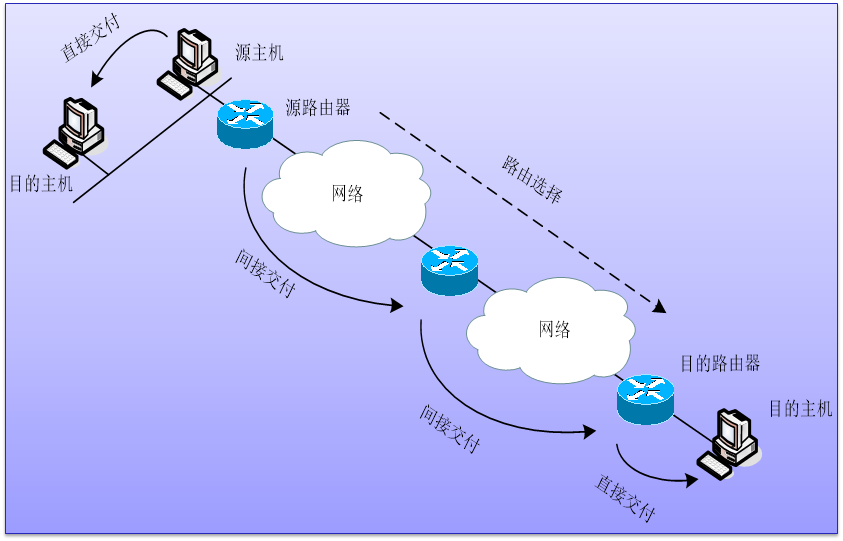 直接交付
源主机
源路由器
目的主机
路由选择
网络
间接交付
网络
目的路由器
目的主机
间接交付
直接交付